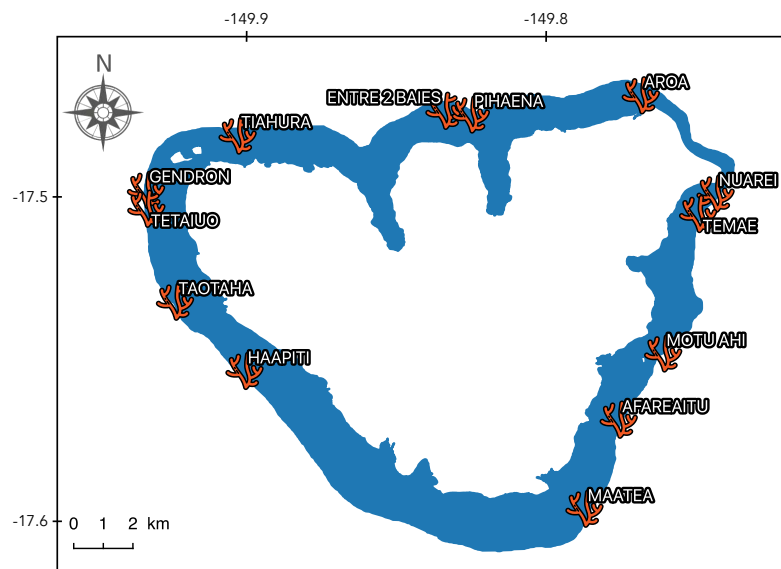 -149.9
-149.8
N
AROA
ENTRE 2 BAIES
PIHAENA
TIAHURA
GENDRON
NUAREI
-17.5
TETAIUO
TEMAE
TAOTAHA
MOTU AHI
HAAPITI
AFAREAITU
MAATEA
-17.6
0 1 2 km